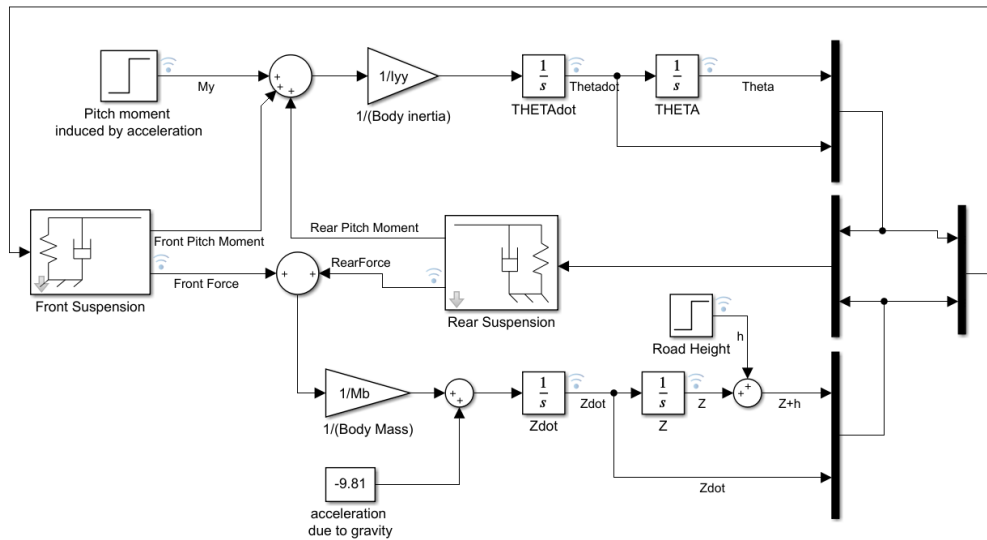 My
Pitch moment
induced by acceleration
+
+
+
1/Iyy
1/(Body inertia)
1
s
THETAdot
Thetadot
1
s
THETA
Theta
Front Pitch Moment
Front Force
Front Suspension
Rear Pitch Moment
RearForce
Rear Suspension
+
+
Road Height
h
1/Mb
1/(Body Mass)
+
+
1
s
Zdot
Zdot
1
s
Z
Z
+
+
Z+h
Zdot
-9.81
acceleration
due to gravity